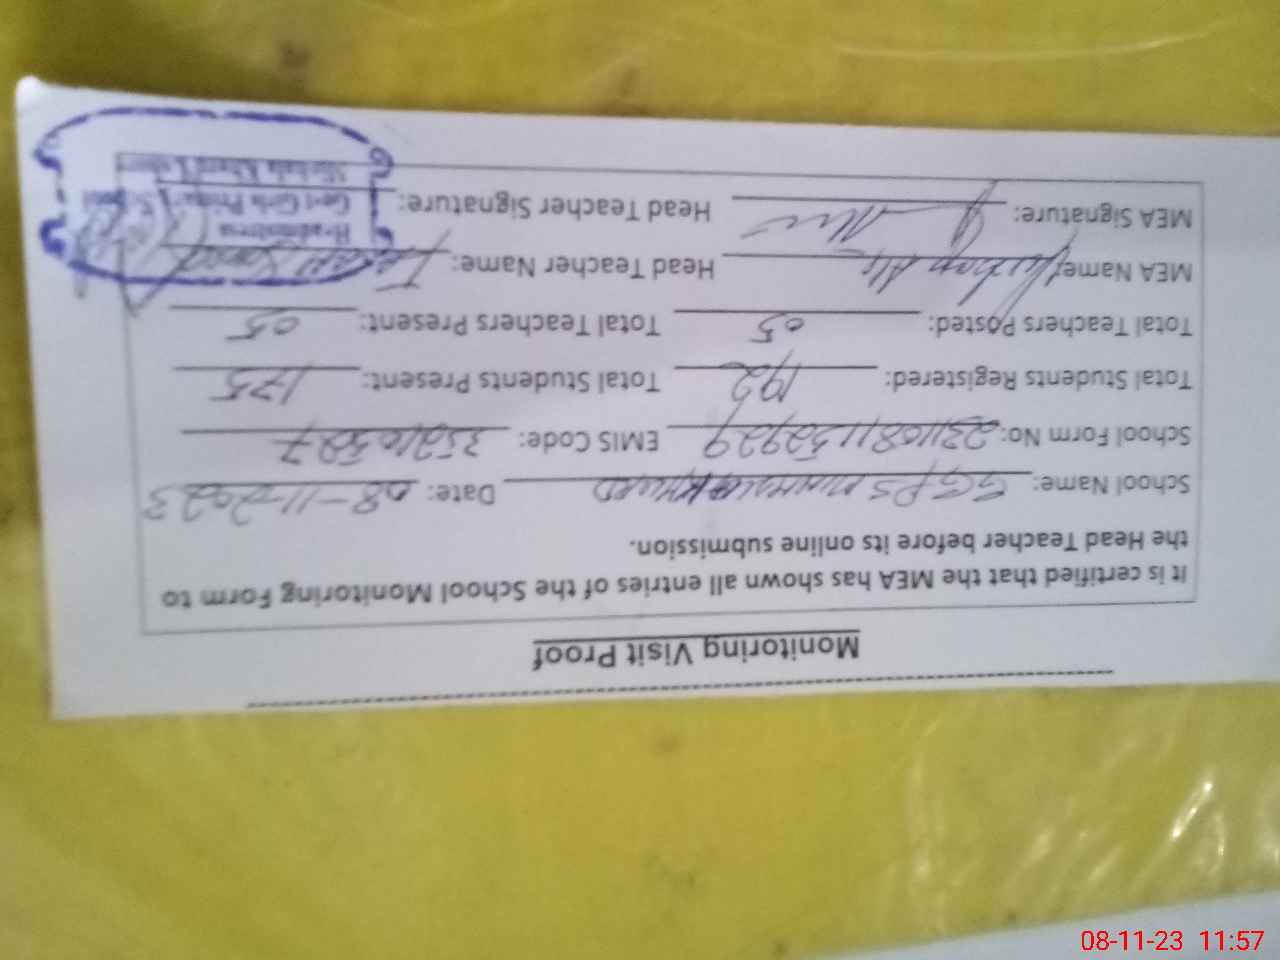 Monitoring Visit Proof
It is certified that the MEA has shown all entries of the School Monitoring Form to
the Head Teacher before its online submission.
School Name: GGPS Date: 08-11-2023
School Form No: EMIS Code:
Total Students Registered: 192 Total Students Present: 175
Total Teachers Posted: 05 Total Teachers Present: 05
MEA Name: Head Teacher Name:
MEA Signature: Head Teacher Signature:
Headmistress
Govt Girls Primary School
08-11-23 11:57